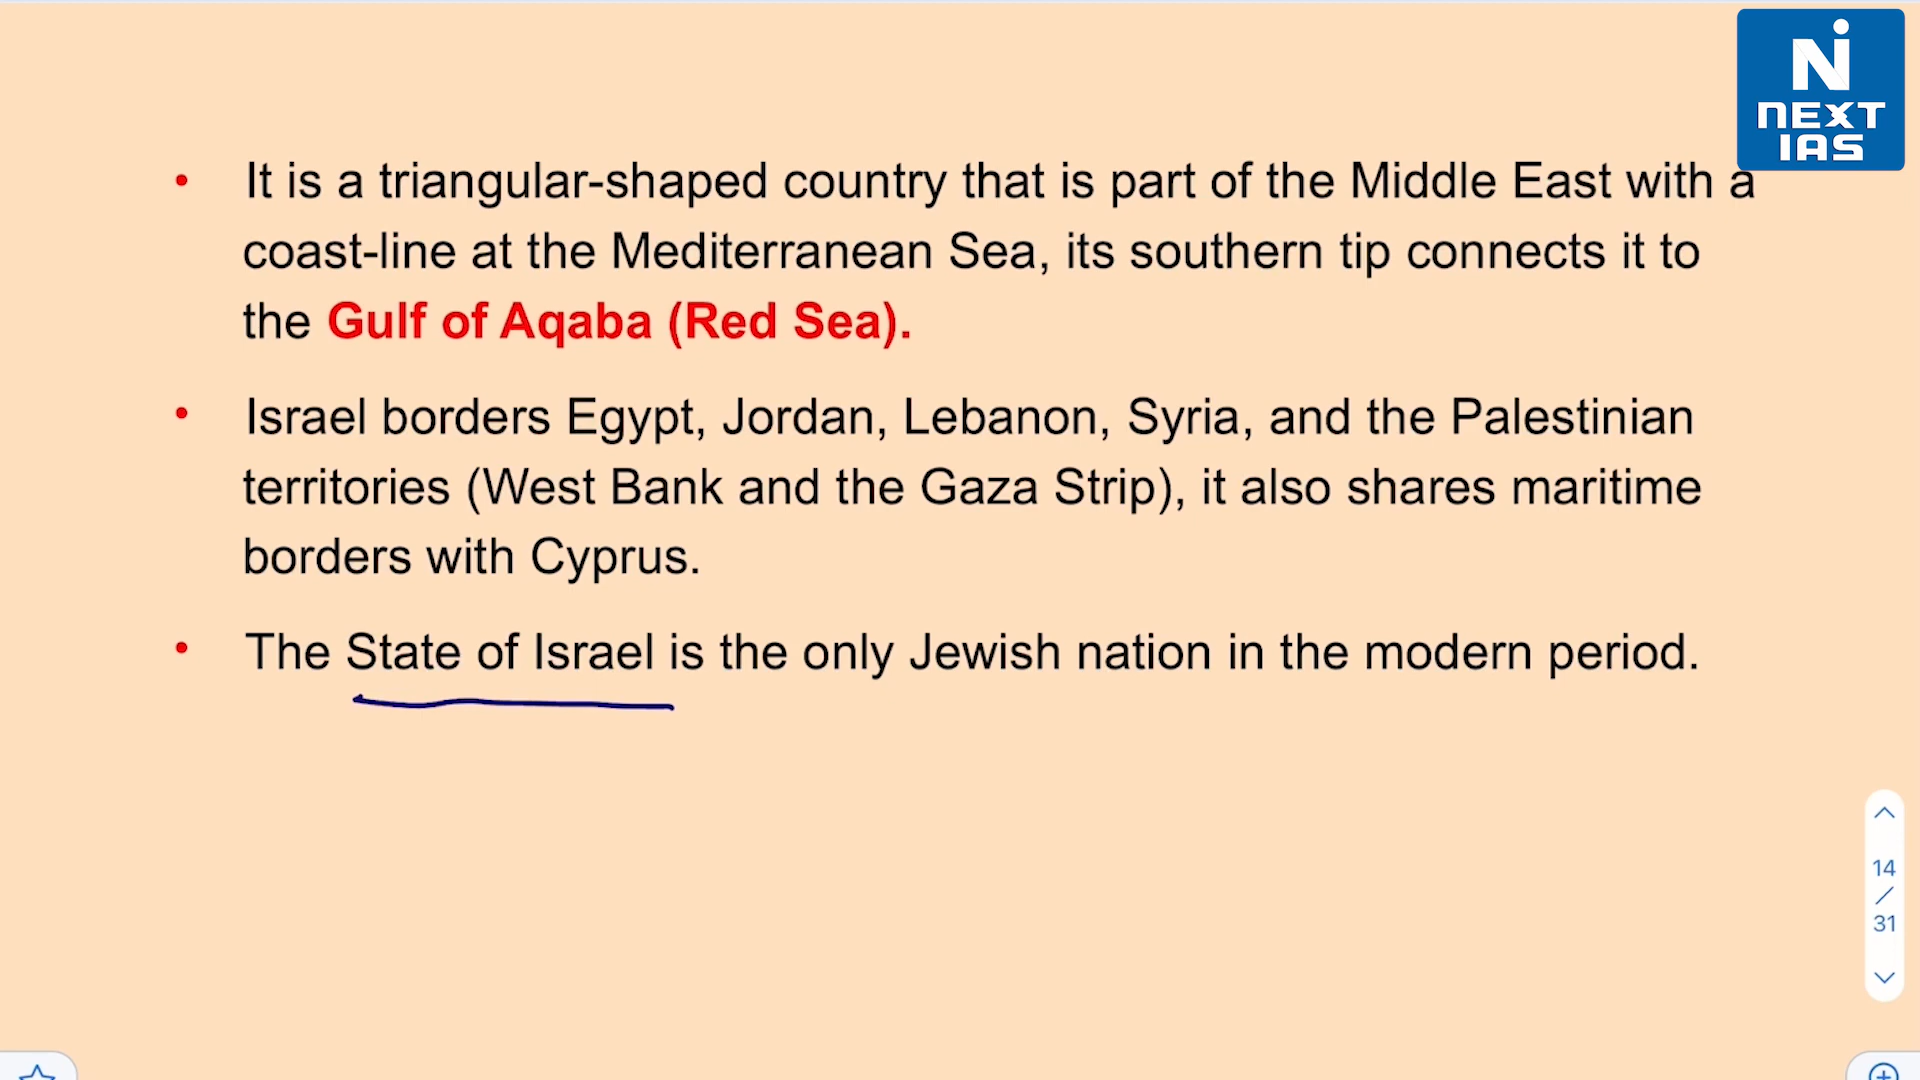 NEXT
IAS
• It is a triangular-shaped country that is part of the Middle East with a
coast-line at the Mediterranean Sea, its southern tip connects it to
the Gulf of Aqaba (Red Sea).
• Israel borders Egypt, Jordan, Lebanon, Syria, and the Palestinian
territories (West Bank and the Gaza Strip), it also shares maritime
borders with Cyprus.
• The State of Israel is the only Jewish nation in the modern period.
14
/
31